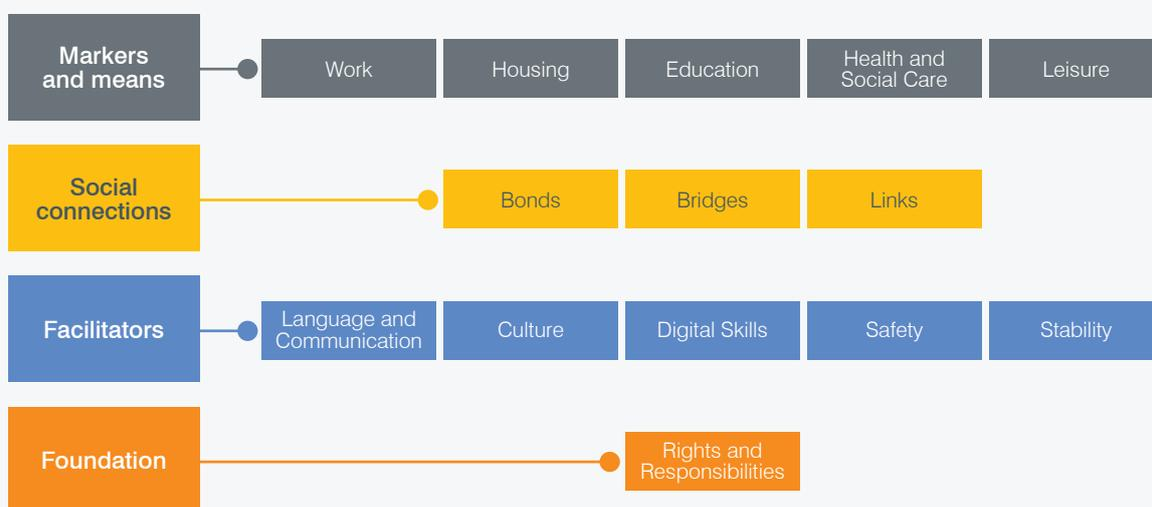 Markers
and means
Work
Housing
Education
Health and
Social Care
Leisure
Social
connections
Bonds
Bridges
Links
Facilitators
Language and
Communication
Culture
Digital Skills
Safety
Stability
Foundation
Rights and
Responsibilities